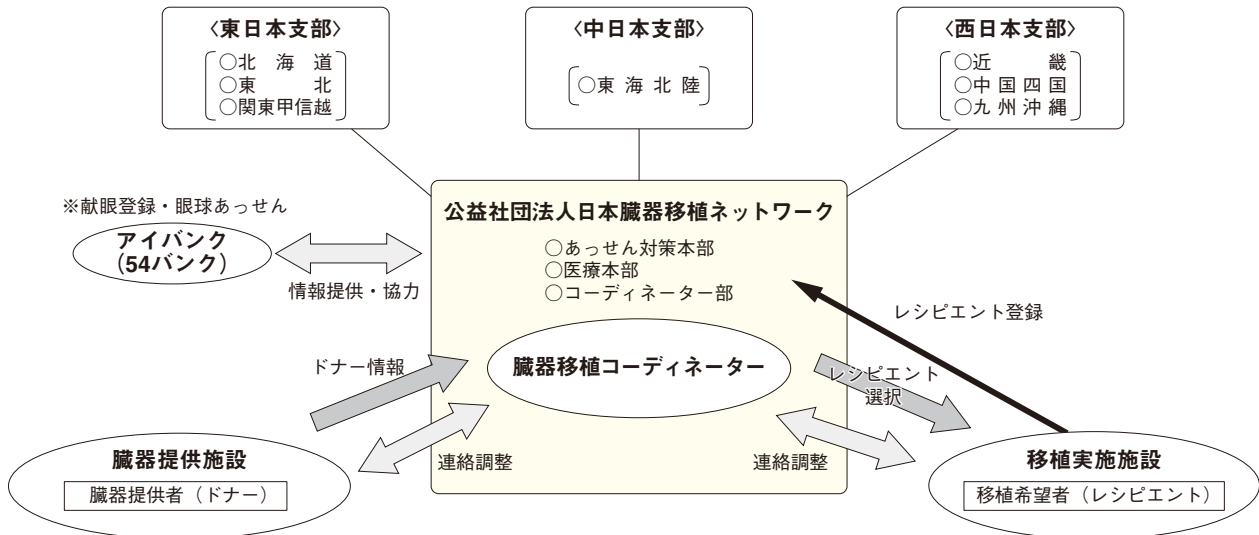 〈東日本支部〉
○北海道
○東北
○関東甲信越
〈中日本支部〉
○東海北陸
〈西日本支部〉
○近畿
○中国四国
○九州沖縄
※献眼登録・眼球あっせん
アイバンク
(54バンク)
情報提供・協力
公益社団法人日本臓器移植ネットワーク
○あっせん対策本部
○医療本部
○コーディネーター部
レシピエント登録
ドナー情報
臓器移植コーディネーター
レシピエント
選択
連絡調整
連絡調整
臓器提供施設
臓器提供者（ドナー）
移植実施施設
移植希望者（レシピエント）